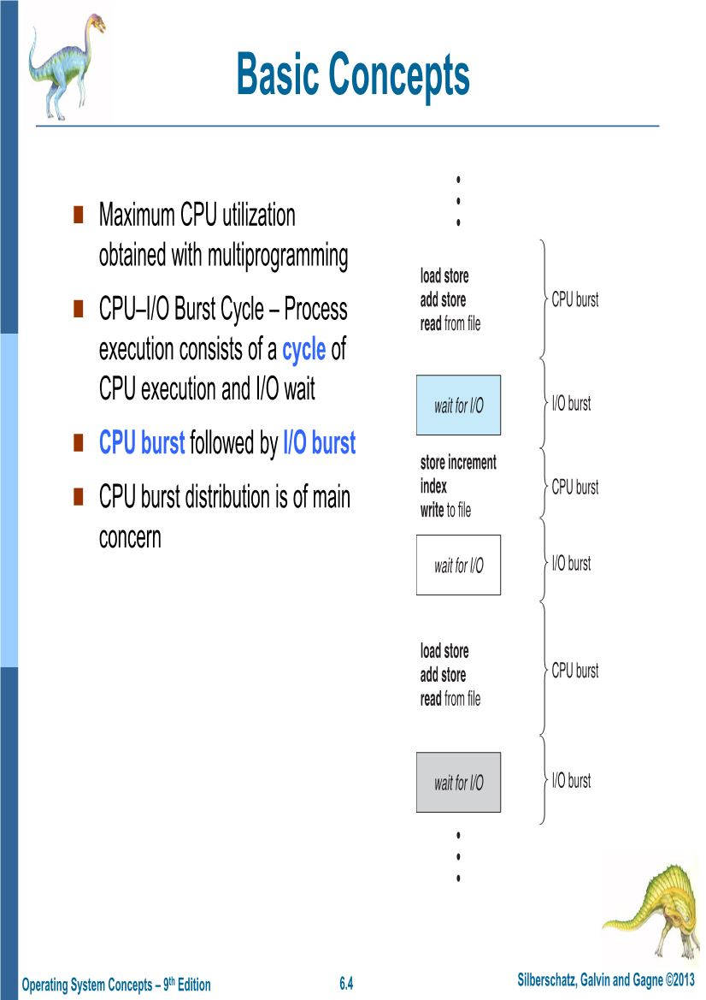 Basic Concepts
Maximum CPU utilization
obtained with multiprogramming
CPU–I/O Burst Cycle – Process
execution consists of a cycle of
CPU execution and I/O wait
CPU burst followed by I/O burst
CPU burst distribution is of main
concern
load store
add store
read from file
CPU burst
wait for I/O
I/O burst
store increment
index
write to file
CPU burst
wait for I/O
I/O burst
load store
add store
read from file
CPU burst
wait for I/O
I/O burst
Operating System Concepts – 9th Edition
6.4
Silberschatz, Galvin and Gagne ©2013